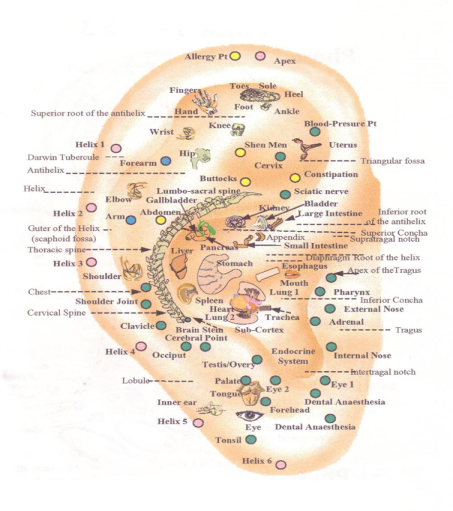 Allergy Pt
Apex
Fingers
Toes
Sole
Heel
Hand
Foot
Ankle
Superior root of the antihelix
Knee
Blood-Presure Pt
Wrist
Helix 1
Shen Men
Uterus
Hip
Darwin Tubercule
Forearm
Cervix
Triangular fossa
Antihelix
Buttocks
Constipation
Helix
Lumbo-sacral spine
Sciatic nerve
Elbow
Gallbladder
Bladder
Helix 2
Kidney
Arm
Abdomen
Large Intestine
Inferior root
of the antihelix
Guter of the Helix
(scaphoid fossa)
Appendix
Superior Concha
Supratragal notch
Thoracic spine
Pancreas
Small Intestine
Liver
Diaphragm Root of the helix
Helix 3
Stomach
Esophagus
Shoulder
Apex of the Tragus
Mouth
Chest
Lung 1
Pharynx
Shoulder Joint
Spleen
Inferior Concha
Cervical Spine
Heart
External Nose
Lung 2
Trachea
Clavicle
Adrenal
Brain Stem
Sub-Cortex
Tragus
Cerebral Point
Helix 4
Occiput
Endocrine
System
Internal Nose
Testis/Overy
Intertragal notch
Lobule
Palate
Eye 2
Eye 1
Tongue
Inner ear
Forehead
Dental Anaesthesia
Helix 5
Eye
Dental Anaesthesia
Tonsil
Helix 6